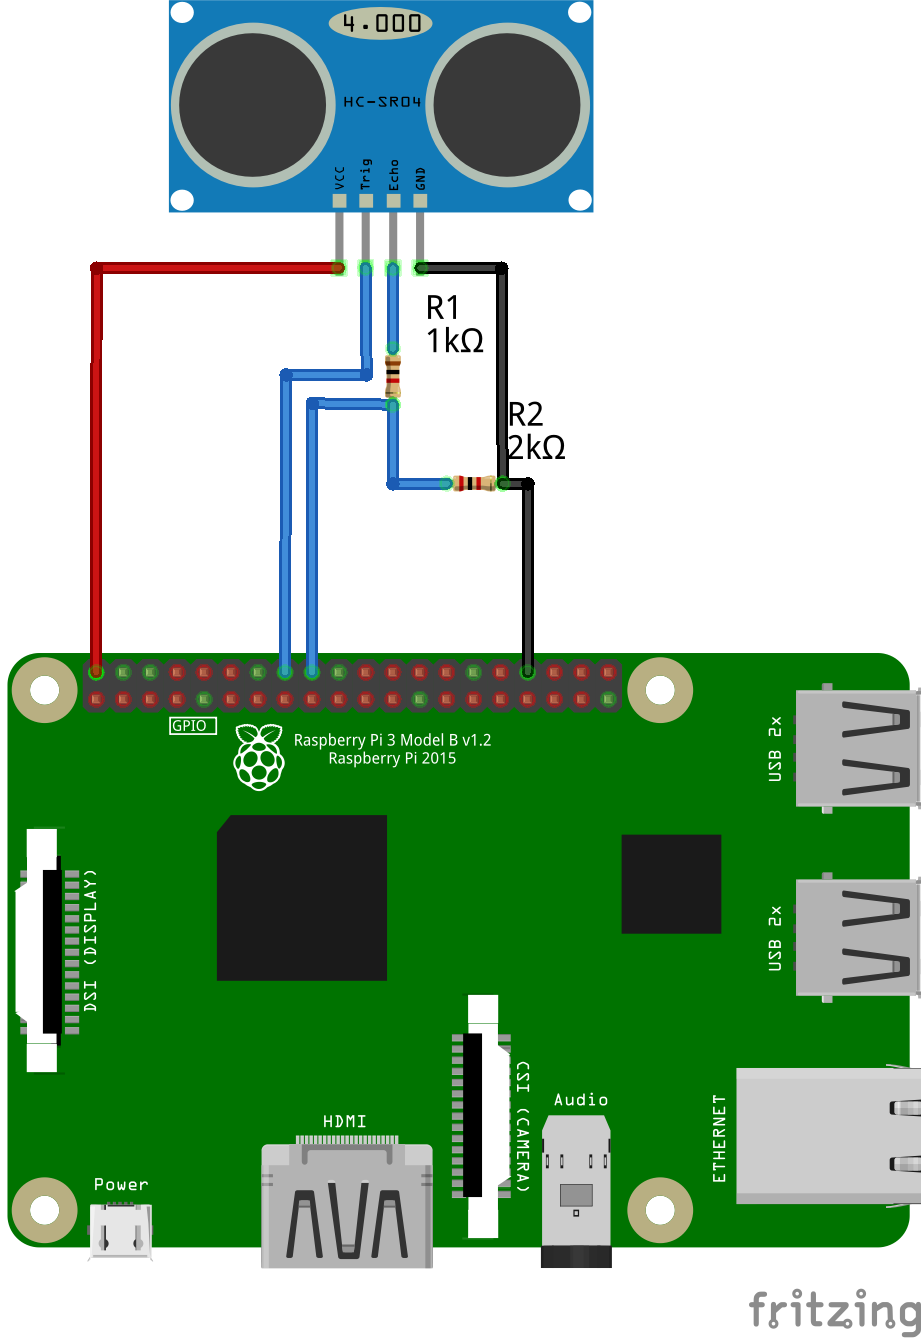 4.000
HC-SR04
VCC
Trig
Echo
GND
R1
1kΩ
R2
2kΩ
GPIO
Raspberry Pi 3 Model B v1.2
Raspberry Pi 2015
USB 2x
DSI (DISPLAY)
USB 2x
CSI (CAMERA)
Audio
ETHERNET
HDMI
Power
fritzing